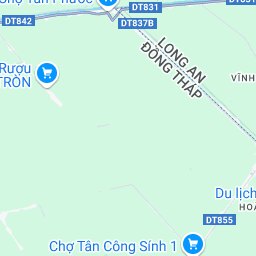 Chợ Tân Phước
DT831
DT842
DT837B
LONG AN
ĐỒNG THÁP
VĨNH
Rượu
TRÒN
Du lịch
HOÀ
DT855
Chợ Tân Công Sính 1